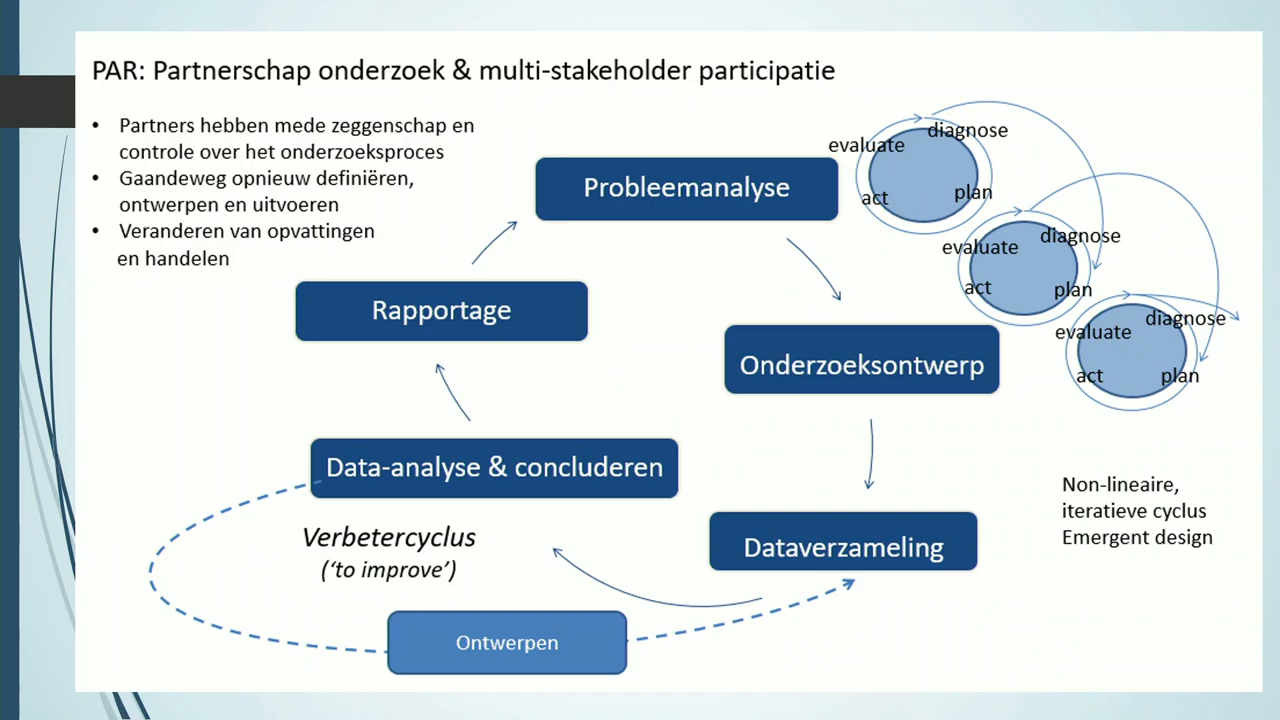 PAR: Partnerschap onderzoek & multi-stakeholder participatie
• Partners hebben mede zeggenschap en
controle over het onderzoeksproces
• Gaandeweg opnieuw definiëren,
ontwerpen en uitvoeren
• Veranderen van opvattingen
en handelen
Probleemanalyse
Rapportage
Onderzoeksontwerp
Data-analyse & concluderen
Dataverzameling
Verbetercyclus
(‘to improve’)
Ontwerpen
evaluate
diagnose
act
plan
evaluate
diagnose
act
plan
evaluate
diagnose
act
plan
Non-lineaire,
iteratieve cyclus
Emergent design